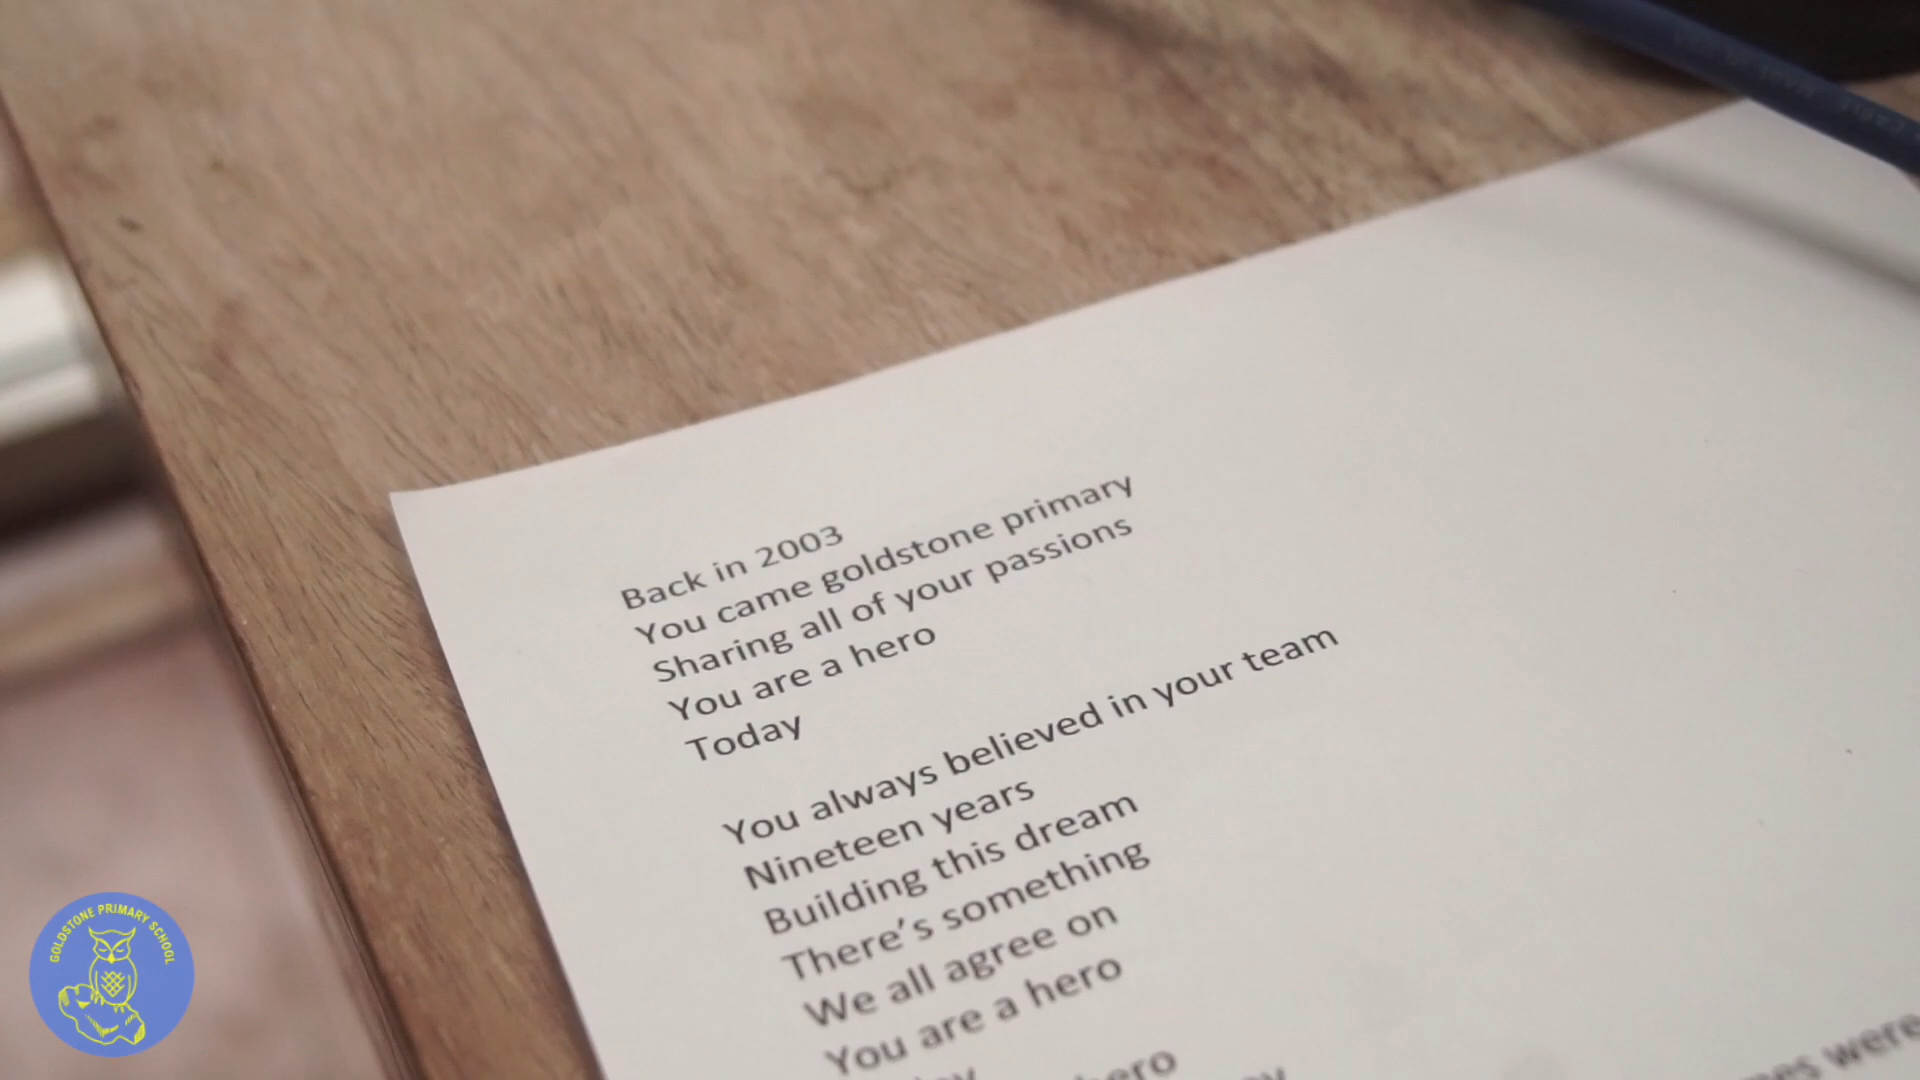 Back in 2003
You came goldstone primary
Sharing all of your passions
You are a hero
Today
You always believed in your team
Nineteen years
Building this dream
There's something
We all agree on
You are a hero
hero
were
GOLDSTONE PRIMARY SCHOOL